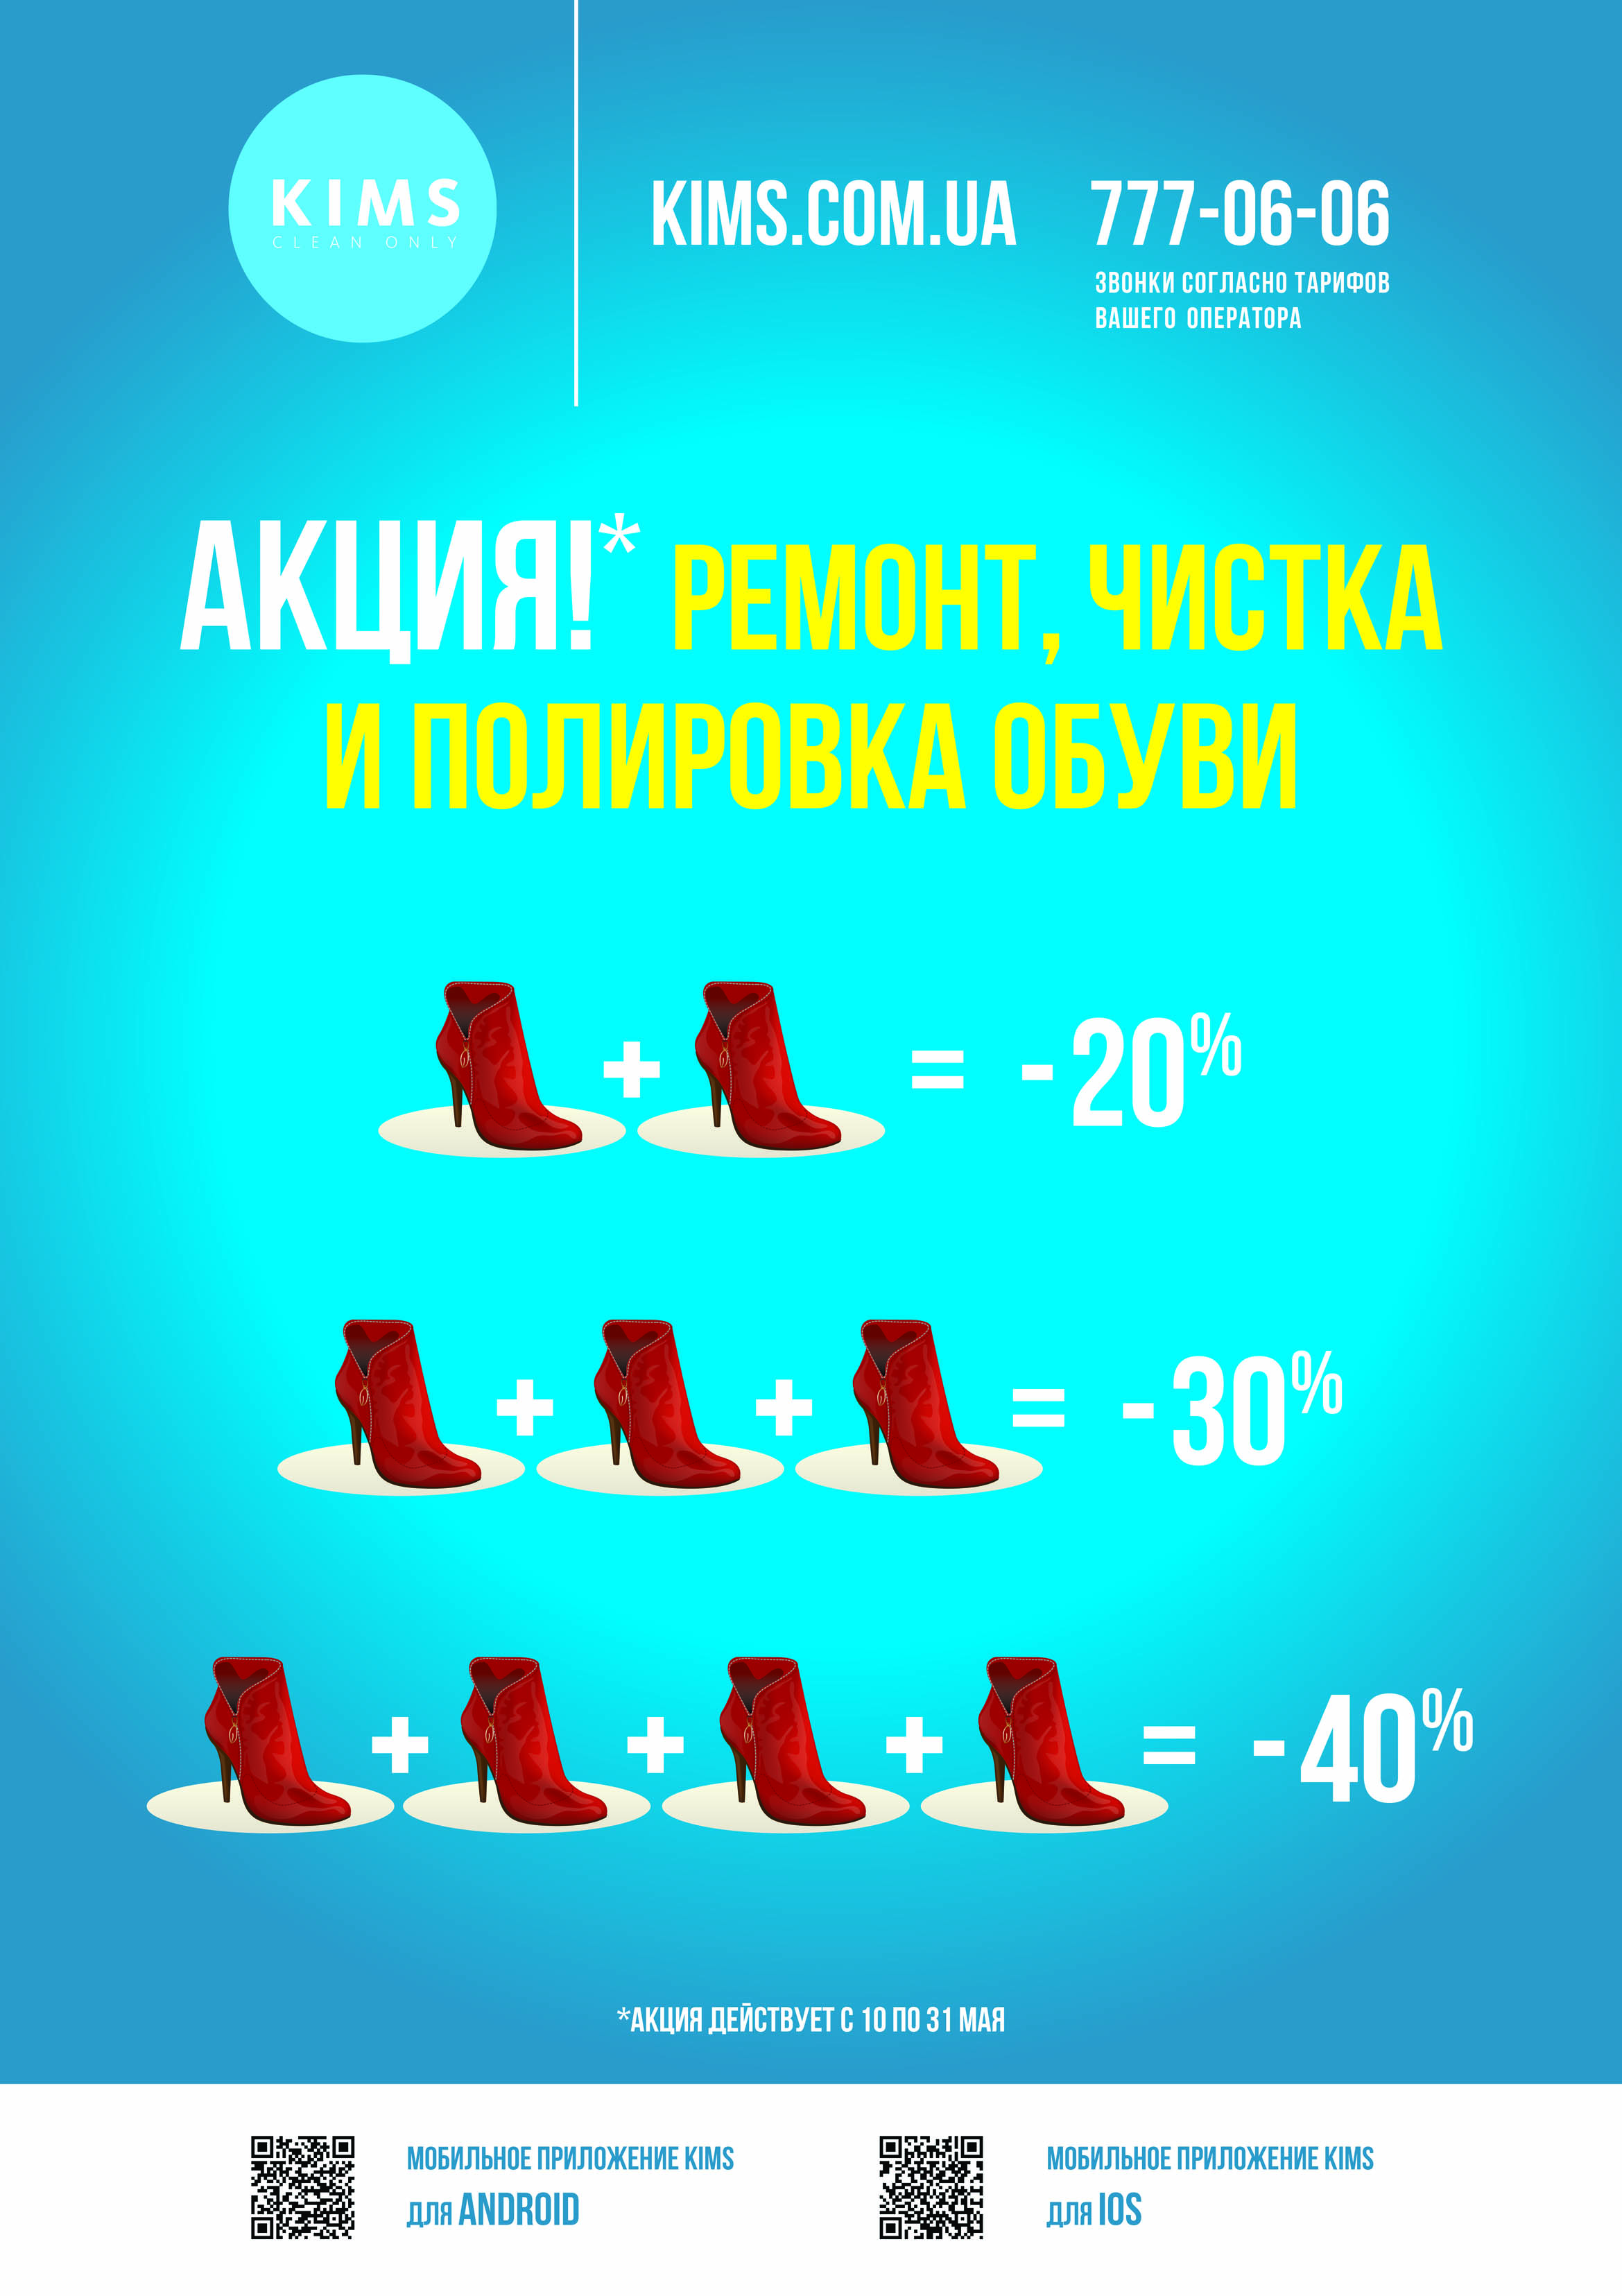 KIMS
CLEAN ONLY
KIMS.COM.UA
777-06-06
ЗВОНКИ СОГЛАСНО ТАРИФОВ
ВАШЕГО ОПЕРАТОРА
АКЦИЯ!* РЕМОНТ, ЧИСТКА
И ПОЛИРОВКА ОБУВИ
+ = -20%
+ + = -30%
+ + + = -40%
*АКЦИЯ ДЕЙСТВУЕТ С 10 ПО 31 МАЯ
МОБИЛЬНОЕ ПРИЛОЖЕНИЕ KIMS
ДЛЯ ANDROID
МОБИЛЬНОЕ ПРИЛОЖЕНИЕ KIMS
ДЛЯ IOS